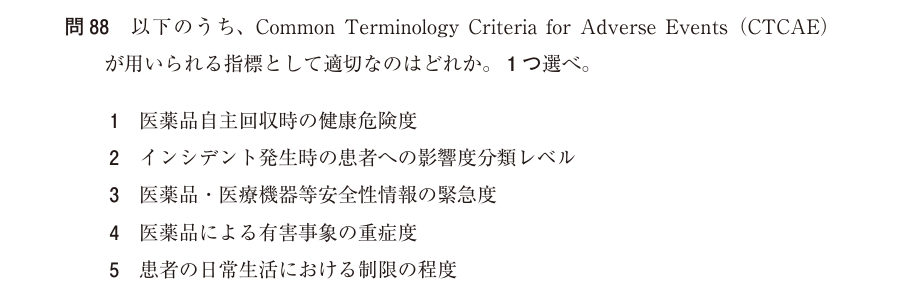 問88 以下のうち、Common Terminology Criteria for Adverse Events（CTCAE）
が用いられる指標として適切なのはどれか。1つ選べ。
1 医薬品自主回収時の健康危険度
2 インシデント発生時の患者への影響度分類レベル
3 医薬品・医療機器等安全性情報の緊急度
4 医薬品による有害事象の重症度
5 患者の日常生活における制限の程度